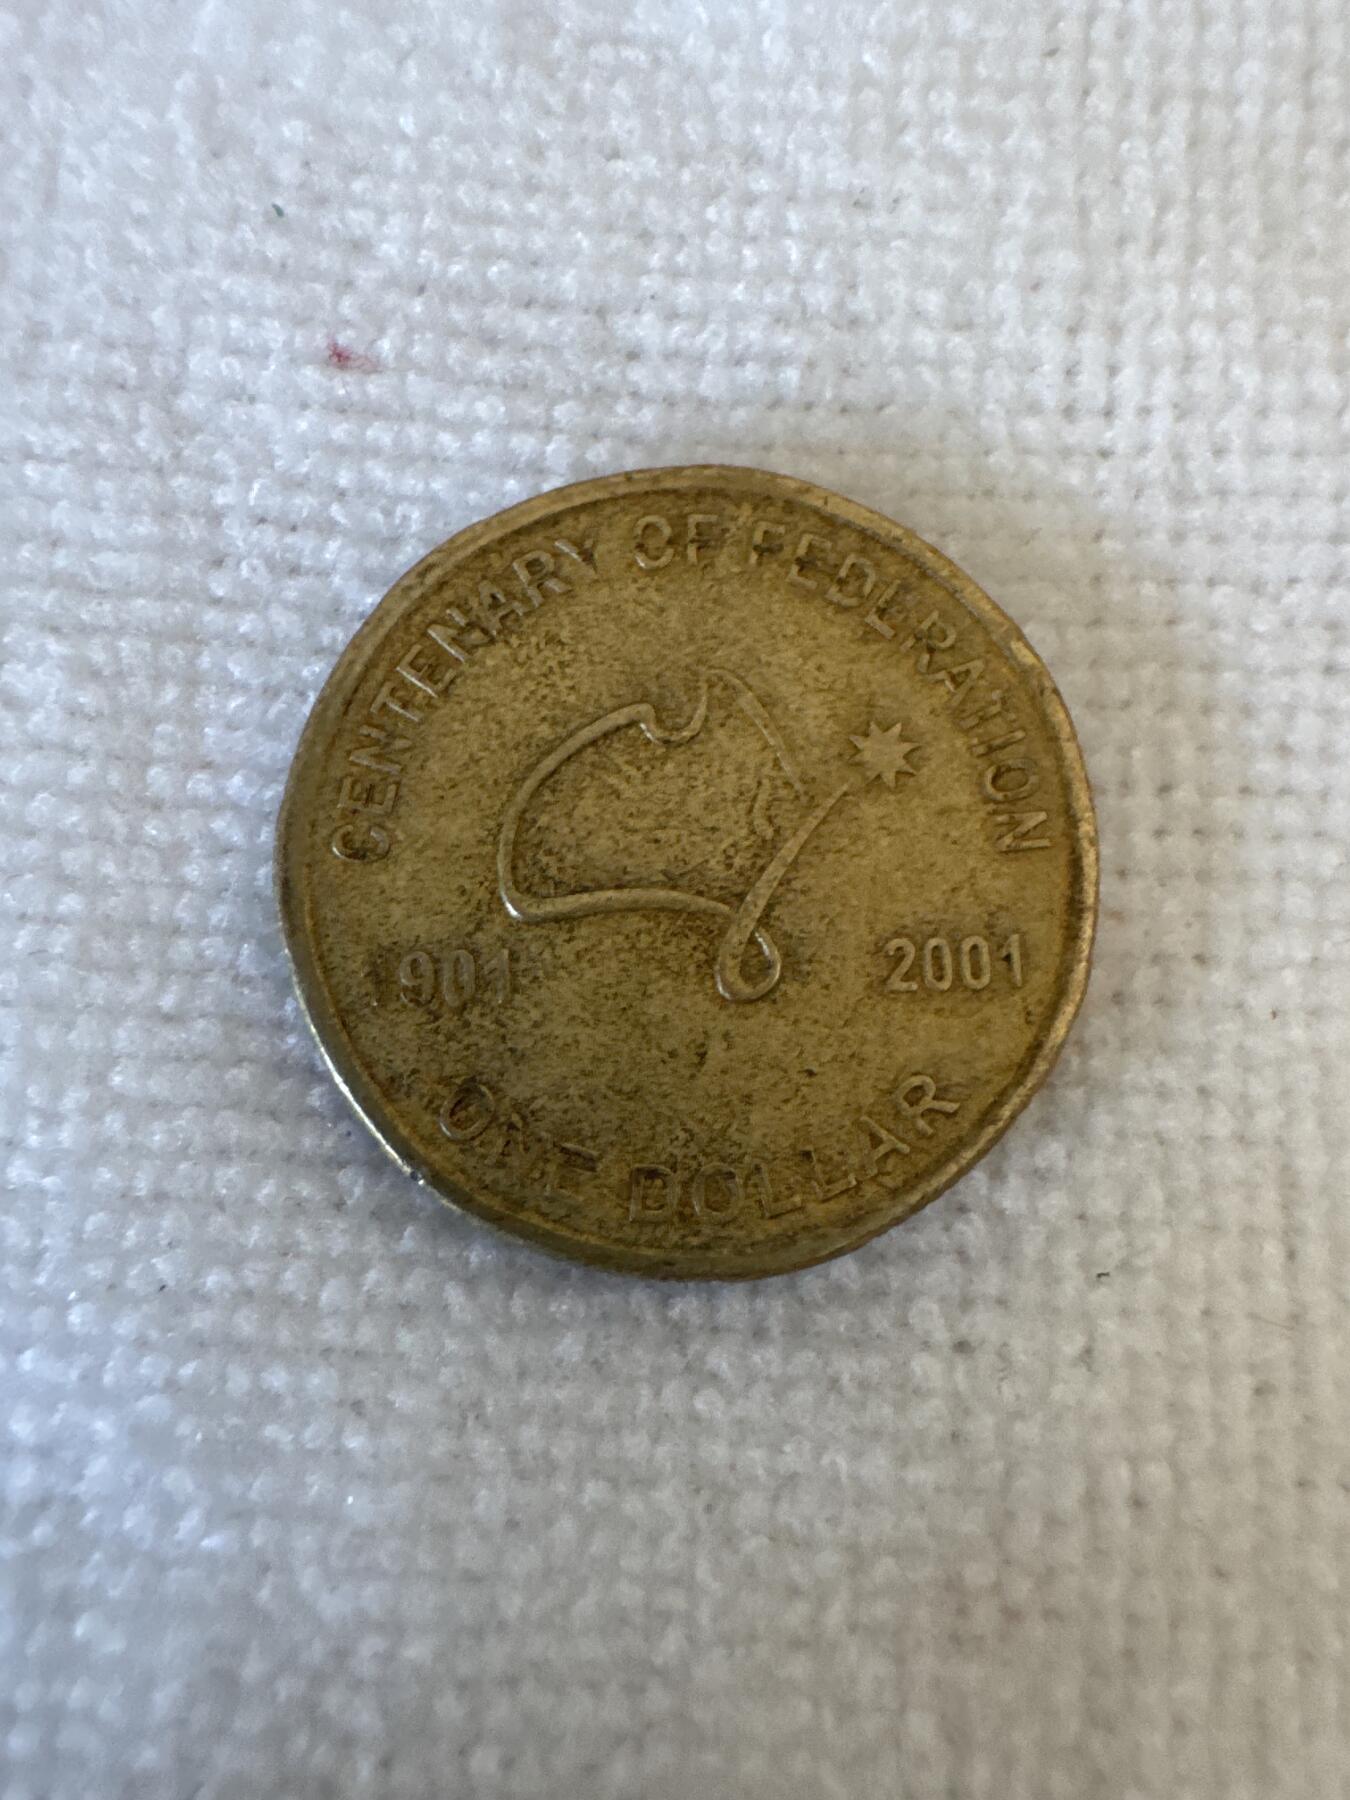 CENTENARY OF FEDERATION
1901 2001
ONE DOLLAR